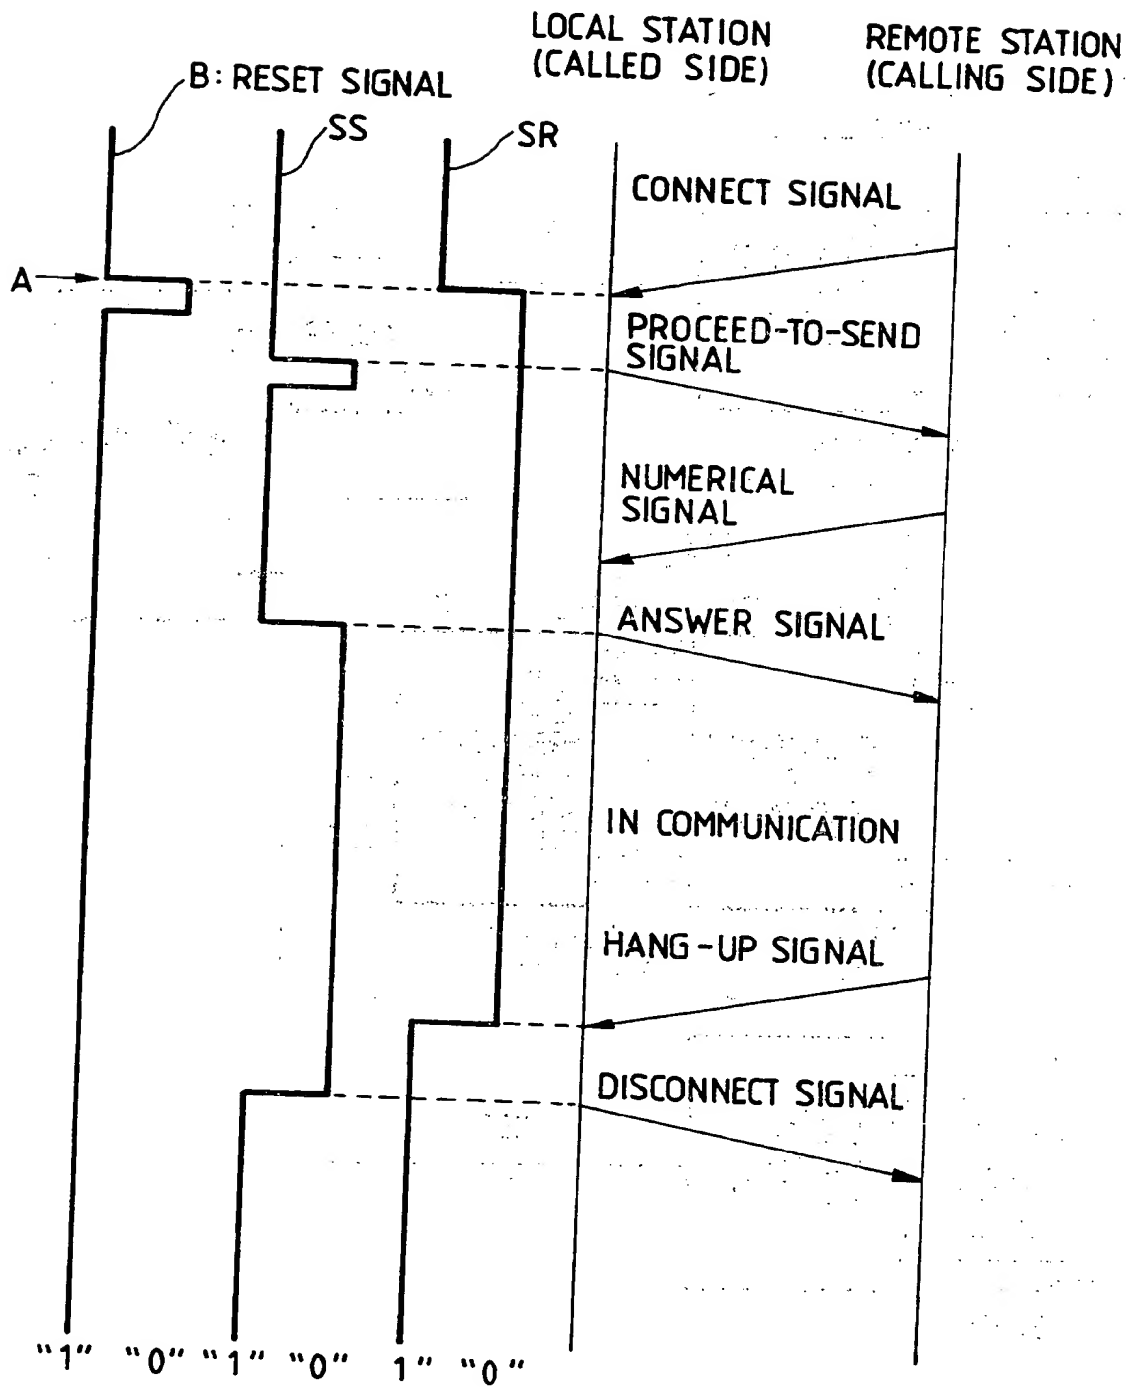 LOCAL STATION
(CALLED SIDE)
REMOTE STATION
(CALLING SIDE)
B: RESET SIGNAL
SS
SR
CONNECT SIGNAL
A
PROCEED-TO-SEND
SIGNAL
NUMERICAL
SIGNAL
ANSWER SIGNAL
IN COMMUNICATION
HANG-UP SIGNAL
DISCONNECT SIGNAL
"1" "0" "1" "0" 1" "0"